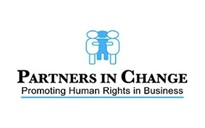 PARTNERS IN CHANGE
Promoting Human Rights in Business